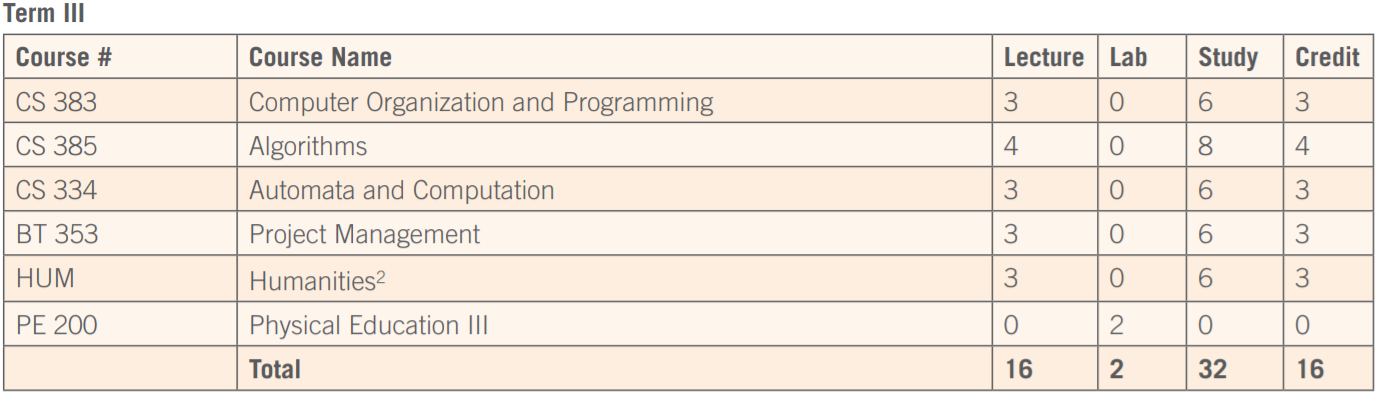 Term III
Course # Course Name Lecture Lab Study Credit
CS 383 Computer Organization and Programming 3 0 6 3
CS 385 Algorithms 4 0 8 4
CS 334 Automata and Computation 3 0 6 3
BT 353 Project Management 3 0 6 3
HUM Humanities² 3 0 6 3
PE 200 Physical Education III 0 2 0 0
Total 16 2 32 16